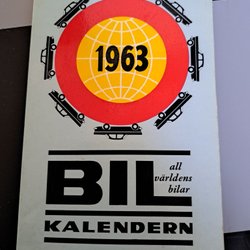 1963
BIL
all
världens
bilar
KALENDERN